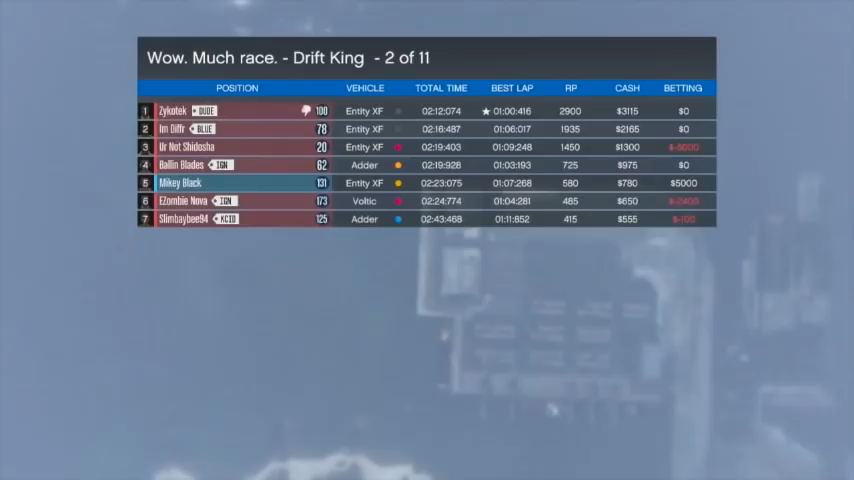 Wow. Much race. - Drift King - 2 of 11
POSITION VEHICLE TOTAL TIME BEST LAP RP CASH BETTING
1 Zykotek DUDE 100 Entity XF 02:12:074 01:00:416 2900 $3115 $0
2 Im Diffr BLUE 78 Entity XF 02:16:487 01:06:017 1935 $2165 $0
3 Ur Not Shidosha 20 Entity XF 02:19:403 01:09:248 1450 $1300 $-5000
4 Ballin Blades IGN 62 Adder 02:19:928 01:03:193 725 $975 $0
5 Mikey Black 131 Entity XF 02:23:075 01:07:268 580 $780 $5000
6 EZombie Nova IGN 173 Voltic 02:24:774 01:04:281 485 $650 $-2400
7 Slimbaybee94 KCID 125 Adder 02:43:468 01:11:852 415 $555 $-100